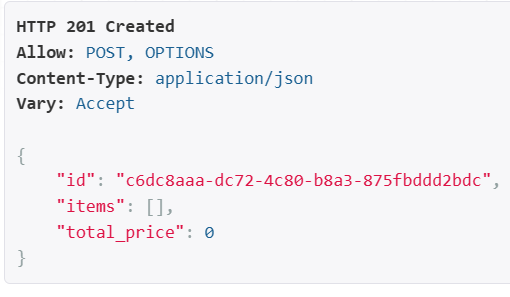 HTTP 201 Created
Allow: POST, OPTIONS
Content-Type: application/json
Vary: Accept
{
"id": "c6dc8aaa-dc72-4c80-b8a3-875fbddd2bdc",
"items": [],
"total_price": 0
}